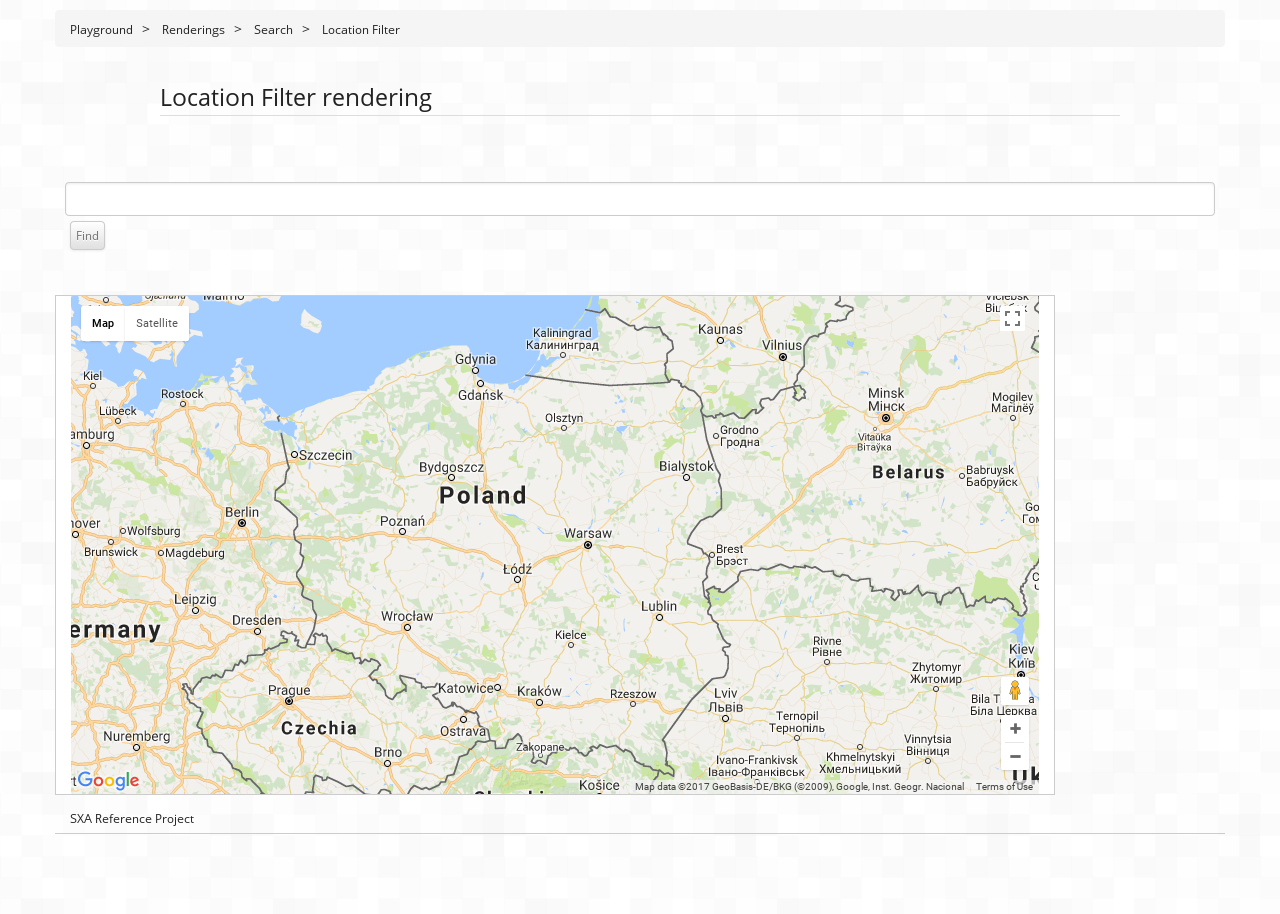 Playground > Renderings > Search > Location Filter
Location Filter rendering
Find
Map
Satellite
Kaliningrad
Калининград
Kaunas
Vilnius
Gdynia
Gdańsk
Kiel
Rostock
Lübeck
amburg
Olsztyn
Minsk
Мінск
Mogilev
Магілёў
Grodno
Гродна
Vitaŭka
Вітаўка
Szczecin
Bydgoszcz
Bialystok
Belarus
Babruysk
Бабруйск
Poland
Berlin
Poznań
Warsaw
nover
Wolfsburg
Brunswick
Magdeburg
Brest
Брэст
Łódź
Leipzig
Lublin
Dresden
Wrocław
ermany
Kielce
Rivne
Рівне
Kiev
Київ
Zhytomyr
Житомир
Prague
Katowice
Kraków
Rzeszow
Lviv
Львів
Біла Церква
Czechia
Ostrava
Ternopil
Тернопіль
Nuremberg
Brno
Zakopane
Vinnytsia
Вінниця
Ivano-Frankivsk
Івано-Франківськ
Khmelnytskyi
Хмельницький
Google
Košice
Map data ©2017 GeoBasis-DE/BKG (©2009), Google, Inst. Geogr. Nacional
Terms of Use
SXA Reference Project